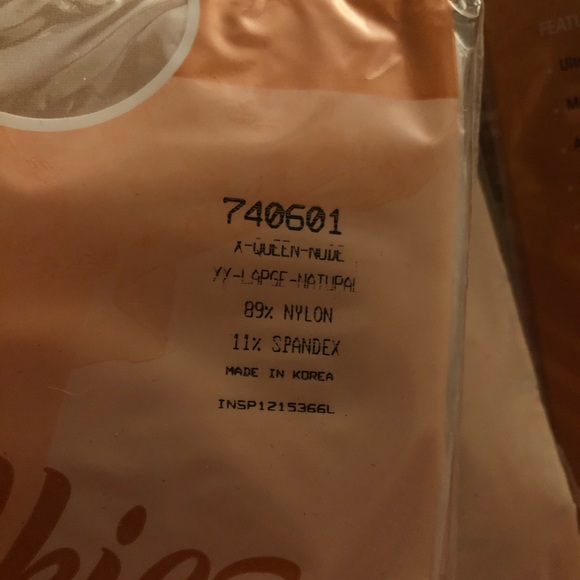 740601
X-QUEEN-NUDE
XX-LARGE-NATURAL
89% NYLON
11% SPANDEX
MADE IN KOREA
INSP1215366L